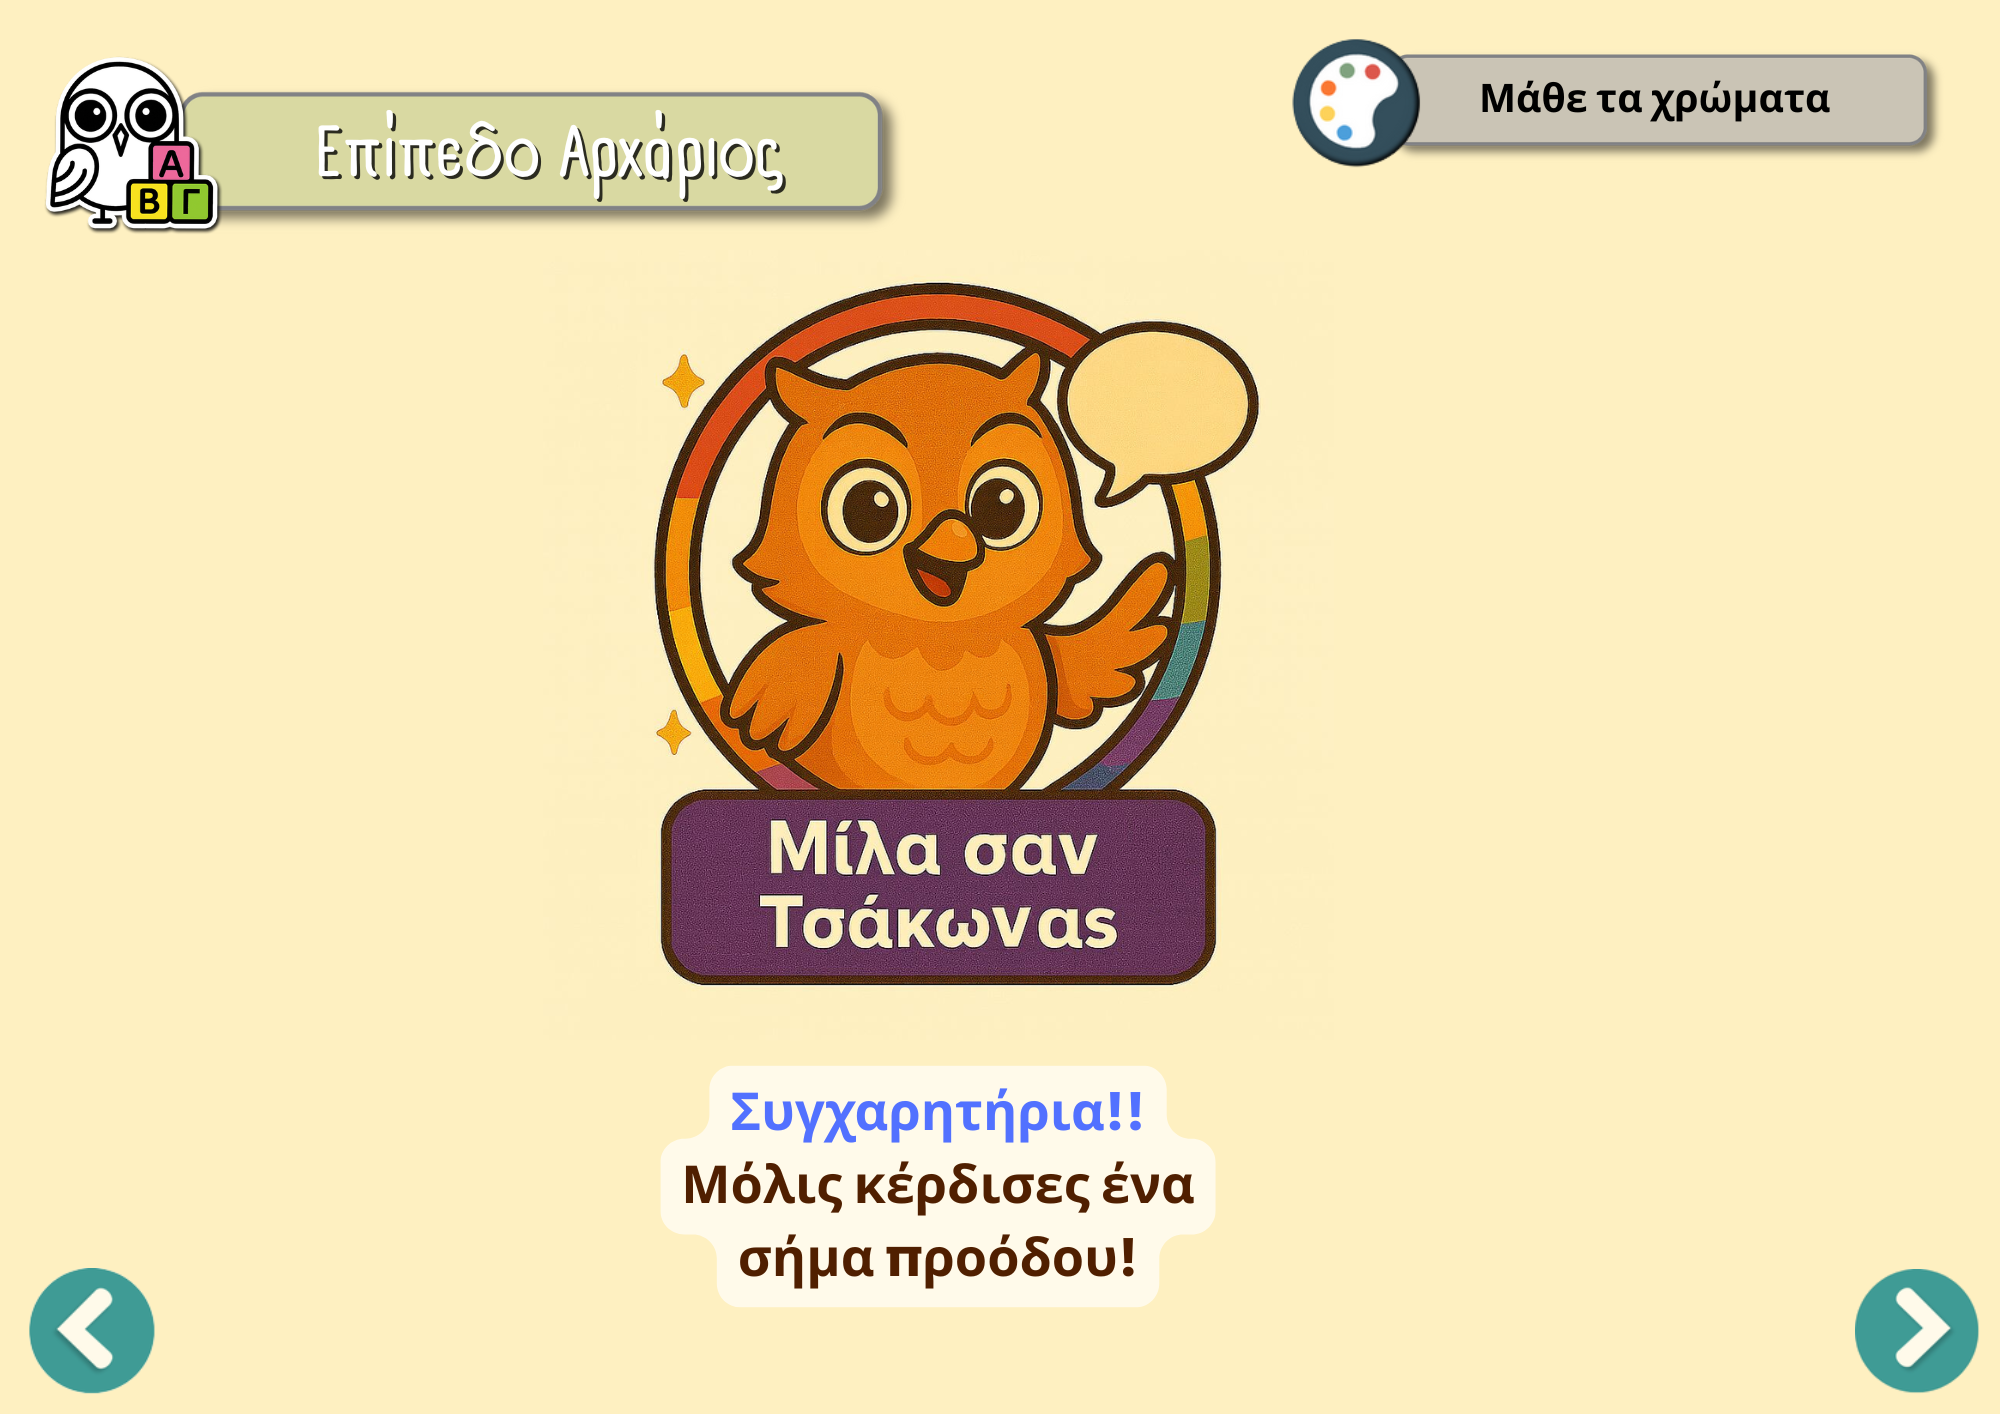 Επίπεδο Αρχάριος
Μάθε τα χρώματα
Α
Β Γ
Μίλα σαν
Τσάκωνας
Συγχαρητήρια!!
Μόλις κέρδισες ένα
σήμα προόδου!